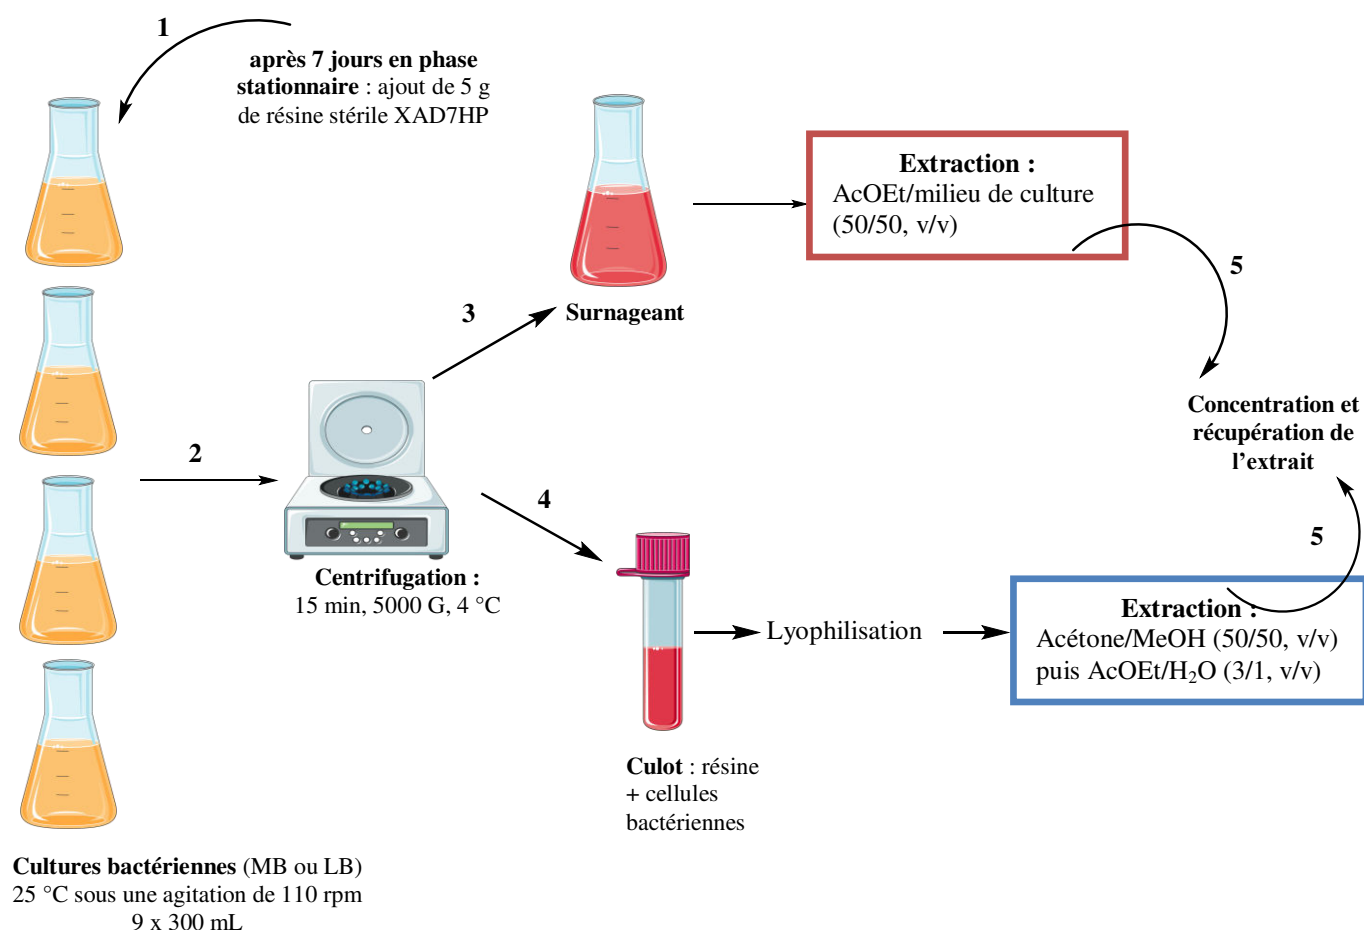 1
après 7 jours en phase
stationnaire : ajout de 5 g
de résine stérile XAD7HP
Extraction :
AcOEt/milieu de culture
(50/50, v/v)
5
3
Surnageant
Concentration et
récupération de
l'extrait
2
4
5
Centrifugation :
15 min, 5000 G, 4 °C
Lyophilisation
Extraction :
Acétone/MeOH (50/50, v/v)
puis AcOEt/H₂O (3/1, v/v)
Culot : résine
+ cellules
bactériennes
Cultures bactériennes (MB ou LB)
25 °C sous une agitation de 110 rpm
9 x 300 mL